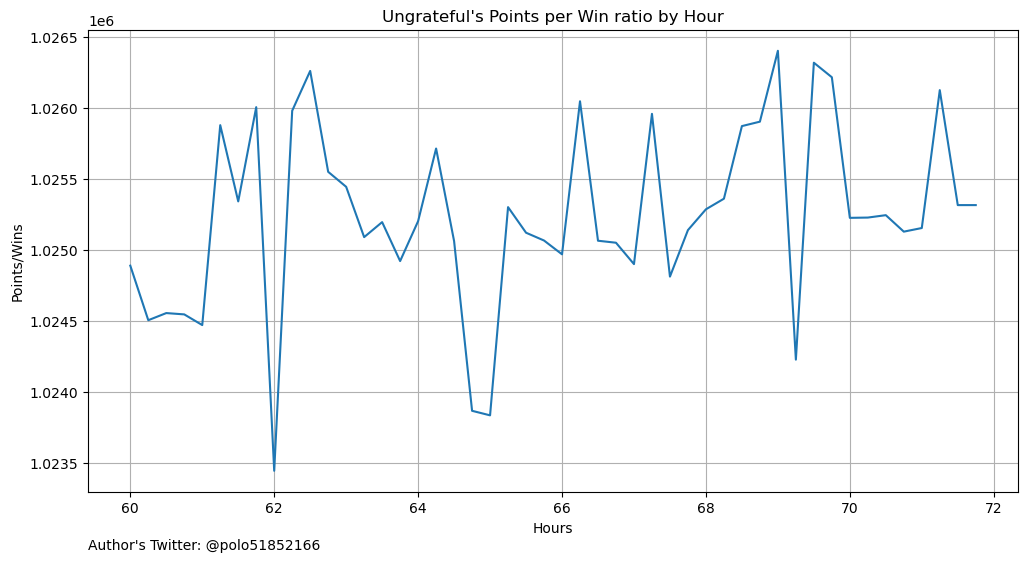 Ungrateful's Points per Win ratio by Hour
1e6
1.0265
1.0260
1.0255
1.0250
1.0245
1.0240
1.0235
Points/Wins
60 62 64 66 68 70 72
Hours
Author's Twitter: @polo51852166